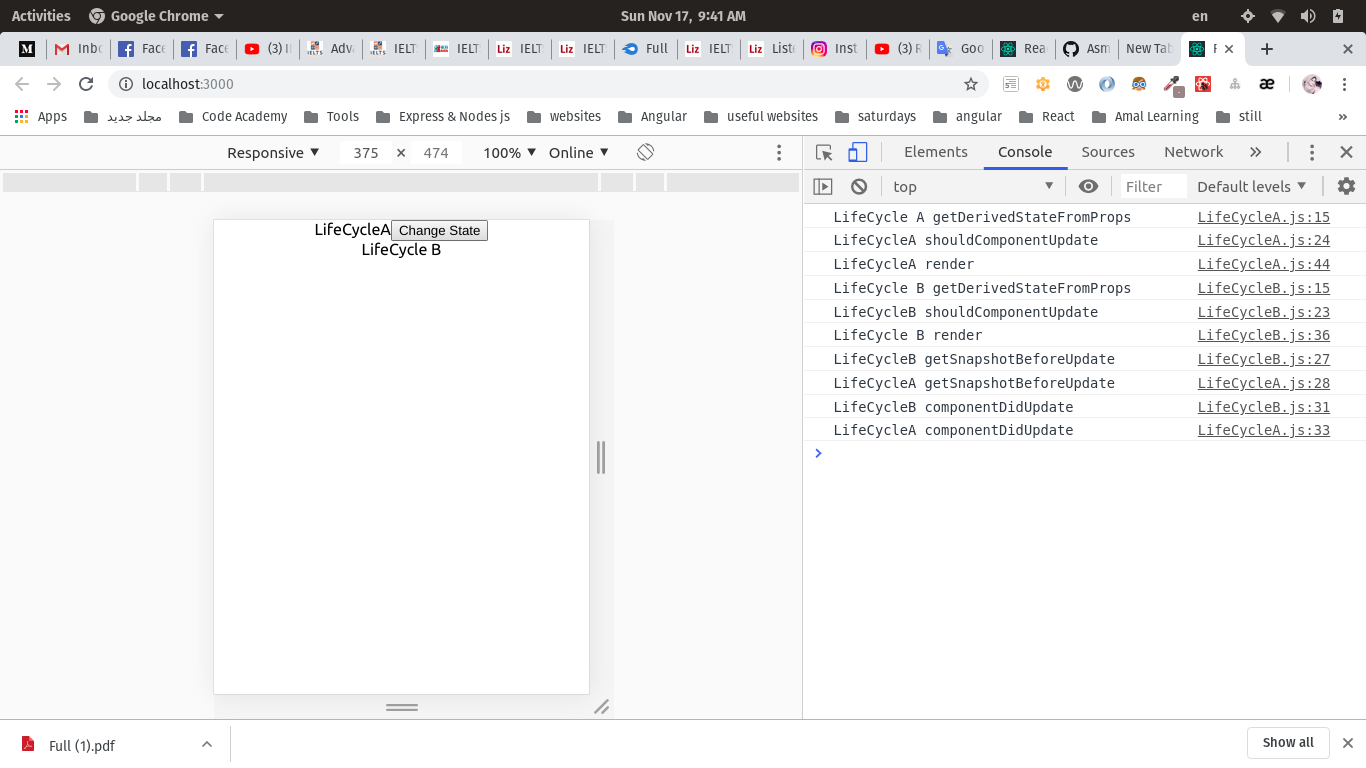 Activities Google Chrome Sun Nov 17, 9:41 AM en
M Inb Face Face (3) I Adv IELT IELT Liz IELT Liz IELT Full Liz IELT Liz List Inst (3) R Goo Rea Asm New Tab
localhost:3000 æ
Apps مجلد جديد Code Academy Tools Express & Nodes js websites Angular useful websites saturdays angular React Amal Learning still »
Responsive 375 × 474 100% Online
Elements Console Sources Network »
top Filter Default levels
LifeCycleA Change State
LifeCycle B
LifeCycle A getDerivedStateFromProps LifeCycleA.js:15
LifeCycleA shouldComponentUpdate LifeCycleA.js:24
LifeCycleA render LifeCycleA.js:44
LifeCycle B getDerivedStateFromProps LifeCycleB.js:15
LifeCycleB shouldComponentUpdate LifeCycleB.js:23
LifeCycle B render LifeCycleB.js:36
LifeCycleB getSnapshotBeforeUpdate LifeCycleB.js:27
LifeCycleA getSnapshotBeforeUpdate LifeCycleA.js:28
LifeCycleB componentDidUpdate LifeCycleB.js:31
LifeCycleA componentDidUpdate LifeCycleA.js:33
Full (1).pdf Show all